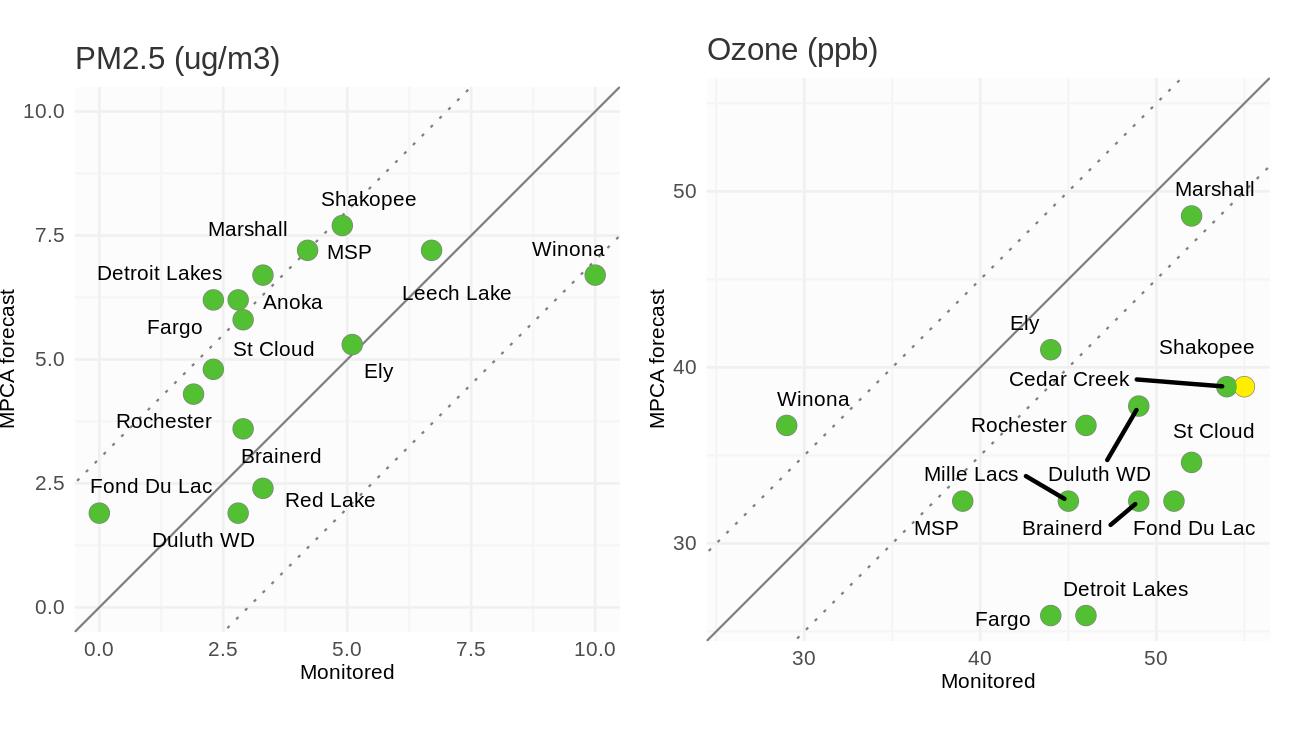 PM2.5 (ug/m3)
MPCA forecast
10.0
7.5
5.0
2.5
0.0
Shakopee
Marshall
MSP
Winona
Detroit Lakes
Leech Lake
Anoka
Fargo
St Cloud
Ely
Rochester
Brainerd
Fond Du Lac
Red Lake
Duluth WD
0.0
2.5
5.0
7.5
10.0
Monitored
Ozone (ppb)
MPCA forecast
50
40
30
Marshall
Ely
Shakopee
Cedar Creek
Winona
Rochester
St Cloud
Mille Lacs
Duluth WD
MSP
Brainerd
Fond Du Lac
Detroit Lakes
Fargo
30
40
50
Monitored